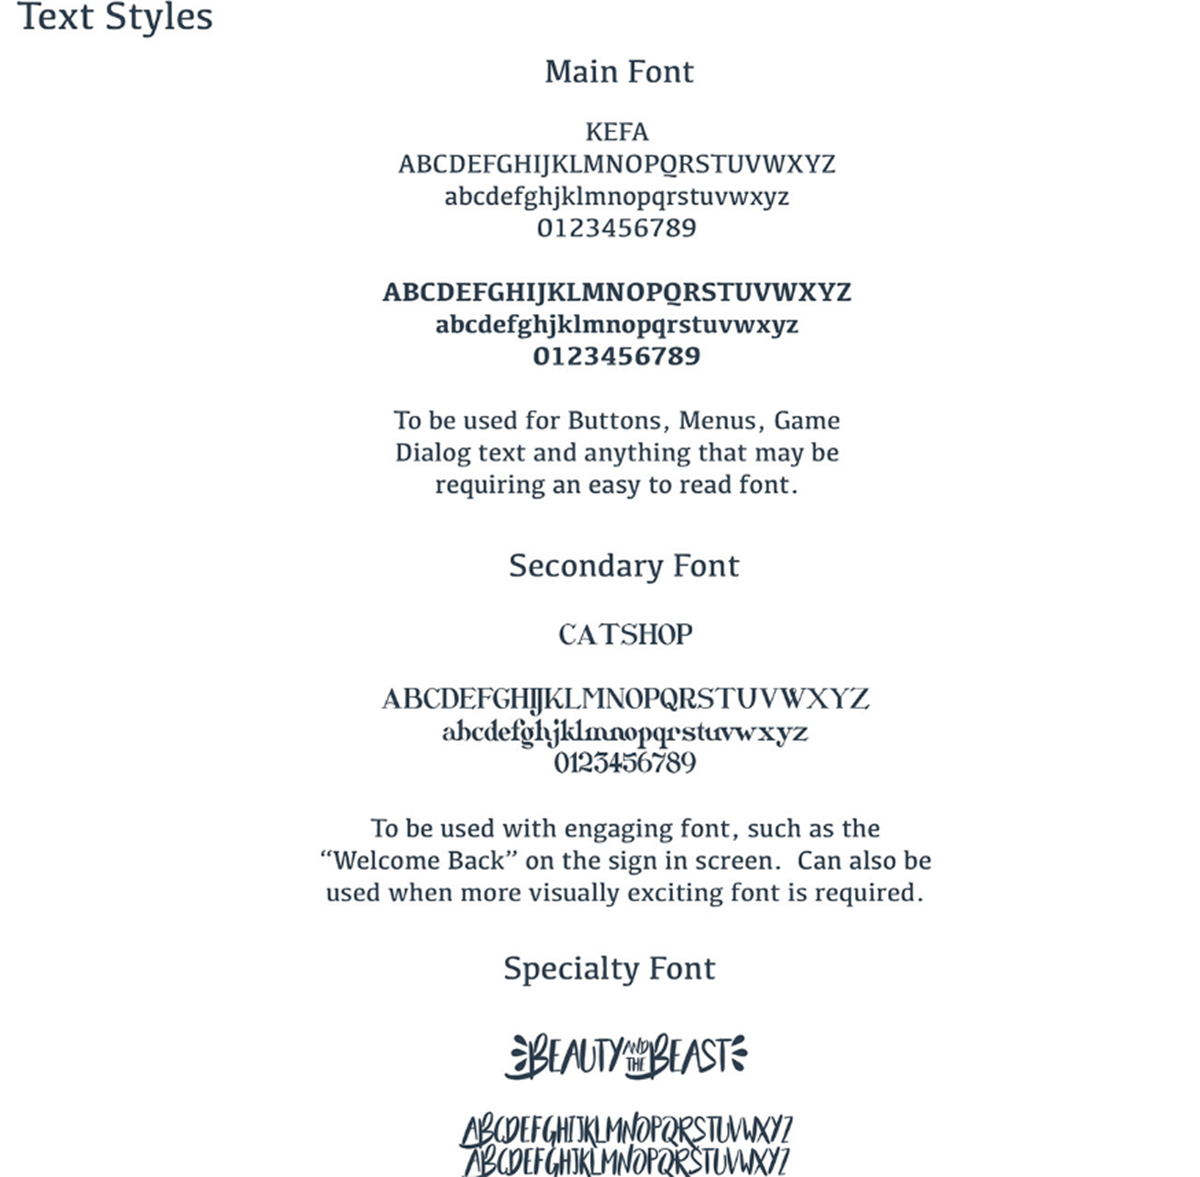 Text Styles
Main Font
KEFA
ABCDEFGHIJKLMNOPQRSTUVWXYZ
abcdefghjklmnopqrstuvwxyz
0123456789
ABCDEFGHIJKLMNOPQRSTUVWXYZ
abcdefghjklmnopqrstuvwxyz
0123456789
To be used for Buttons, Menus, Game
Dialog text and anything that may be
requiring an easy to read font.
Secondary Font
CATSHOP
ABCDEFGHIJKLMNOPQRSTUVWXYZ
abcdefghjklmnopqrstuvwxyz
0123456789
To be used with engaging font, such as the
“Welcome Back” on the sign in screen.  Can also be
used when more visually exciting font is required.
Specialty Font
BEAUTY AND THE BEAST
ABCDEFGHIJKLMNOPQRSTUVWXYZ
ABCDEFGHJKLMNOPQRSTUVWXYZ